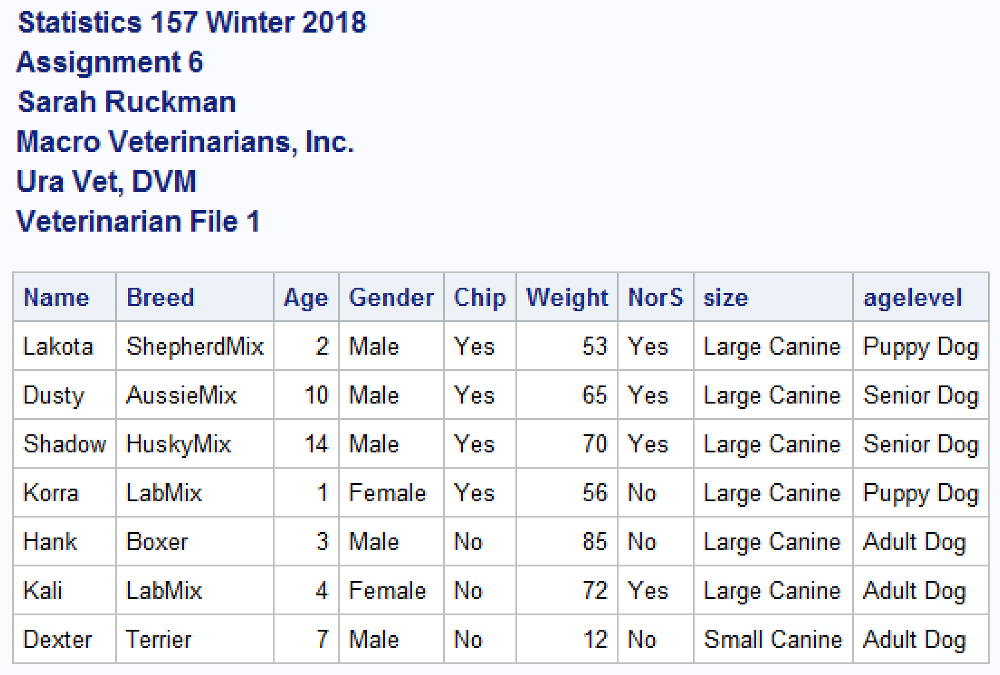 Statistics 157 Winter 2018
Assignment 6
Sarah Ruckman
Macro Veterinarians, Inc.
Ura Vet, DVM
Veterinarian File 1
Name Breed Age Gender Chip Weight NorS size agelevel
Lakota ShepherdMix 2 Male Yes 53 Yes Large Canine Puppy Dog
Dusty AussieMix 10 Male Yes 65 Yes Large Canine Senior Dog
Shadow HuskyMix 14 Male Yes 70 Yes Large Canine Senior Dog
Korra LabMix 1 Female Yes 56 No Large Canine Puppy Dog
Hank Boxer 3 Male No 85 No Large Canine Adult Dog
Kali LabMix 4 Female No 72 Yes Large Canine Adult Dog
Dexter Terrier 7 Male No 12 No Small Canine Adult Dog